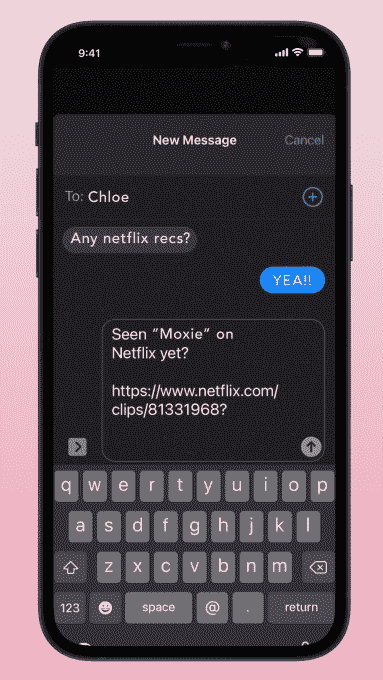 9:41
New Message
Cancel
To: Chloe
Any netflix recs?
YEA!!
Seen "Moxie" on
Netflix yet?
https://www.netflix.com/
clips/81331968?
q w e r t y u i o p
a s d f g h j k l
z x c v b n m
123 space @ . return